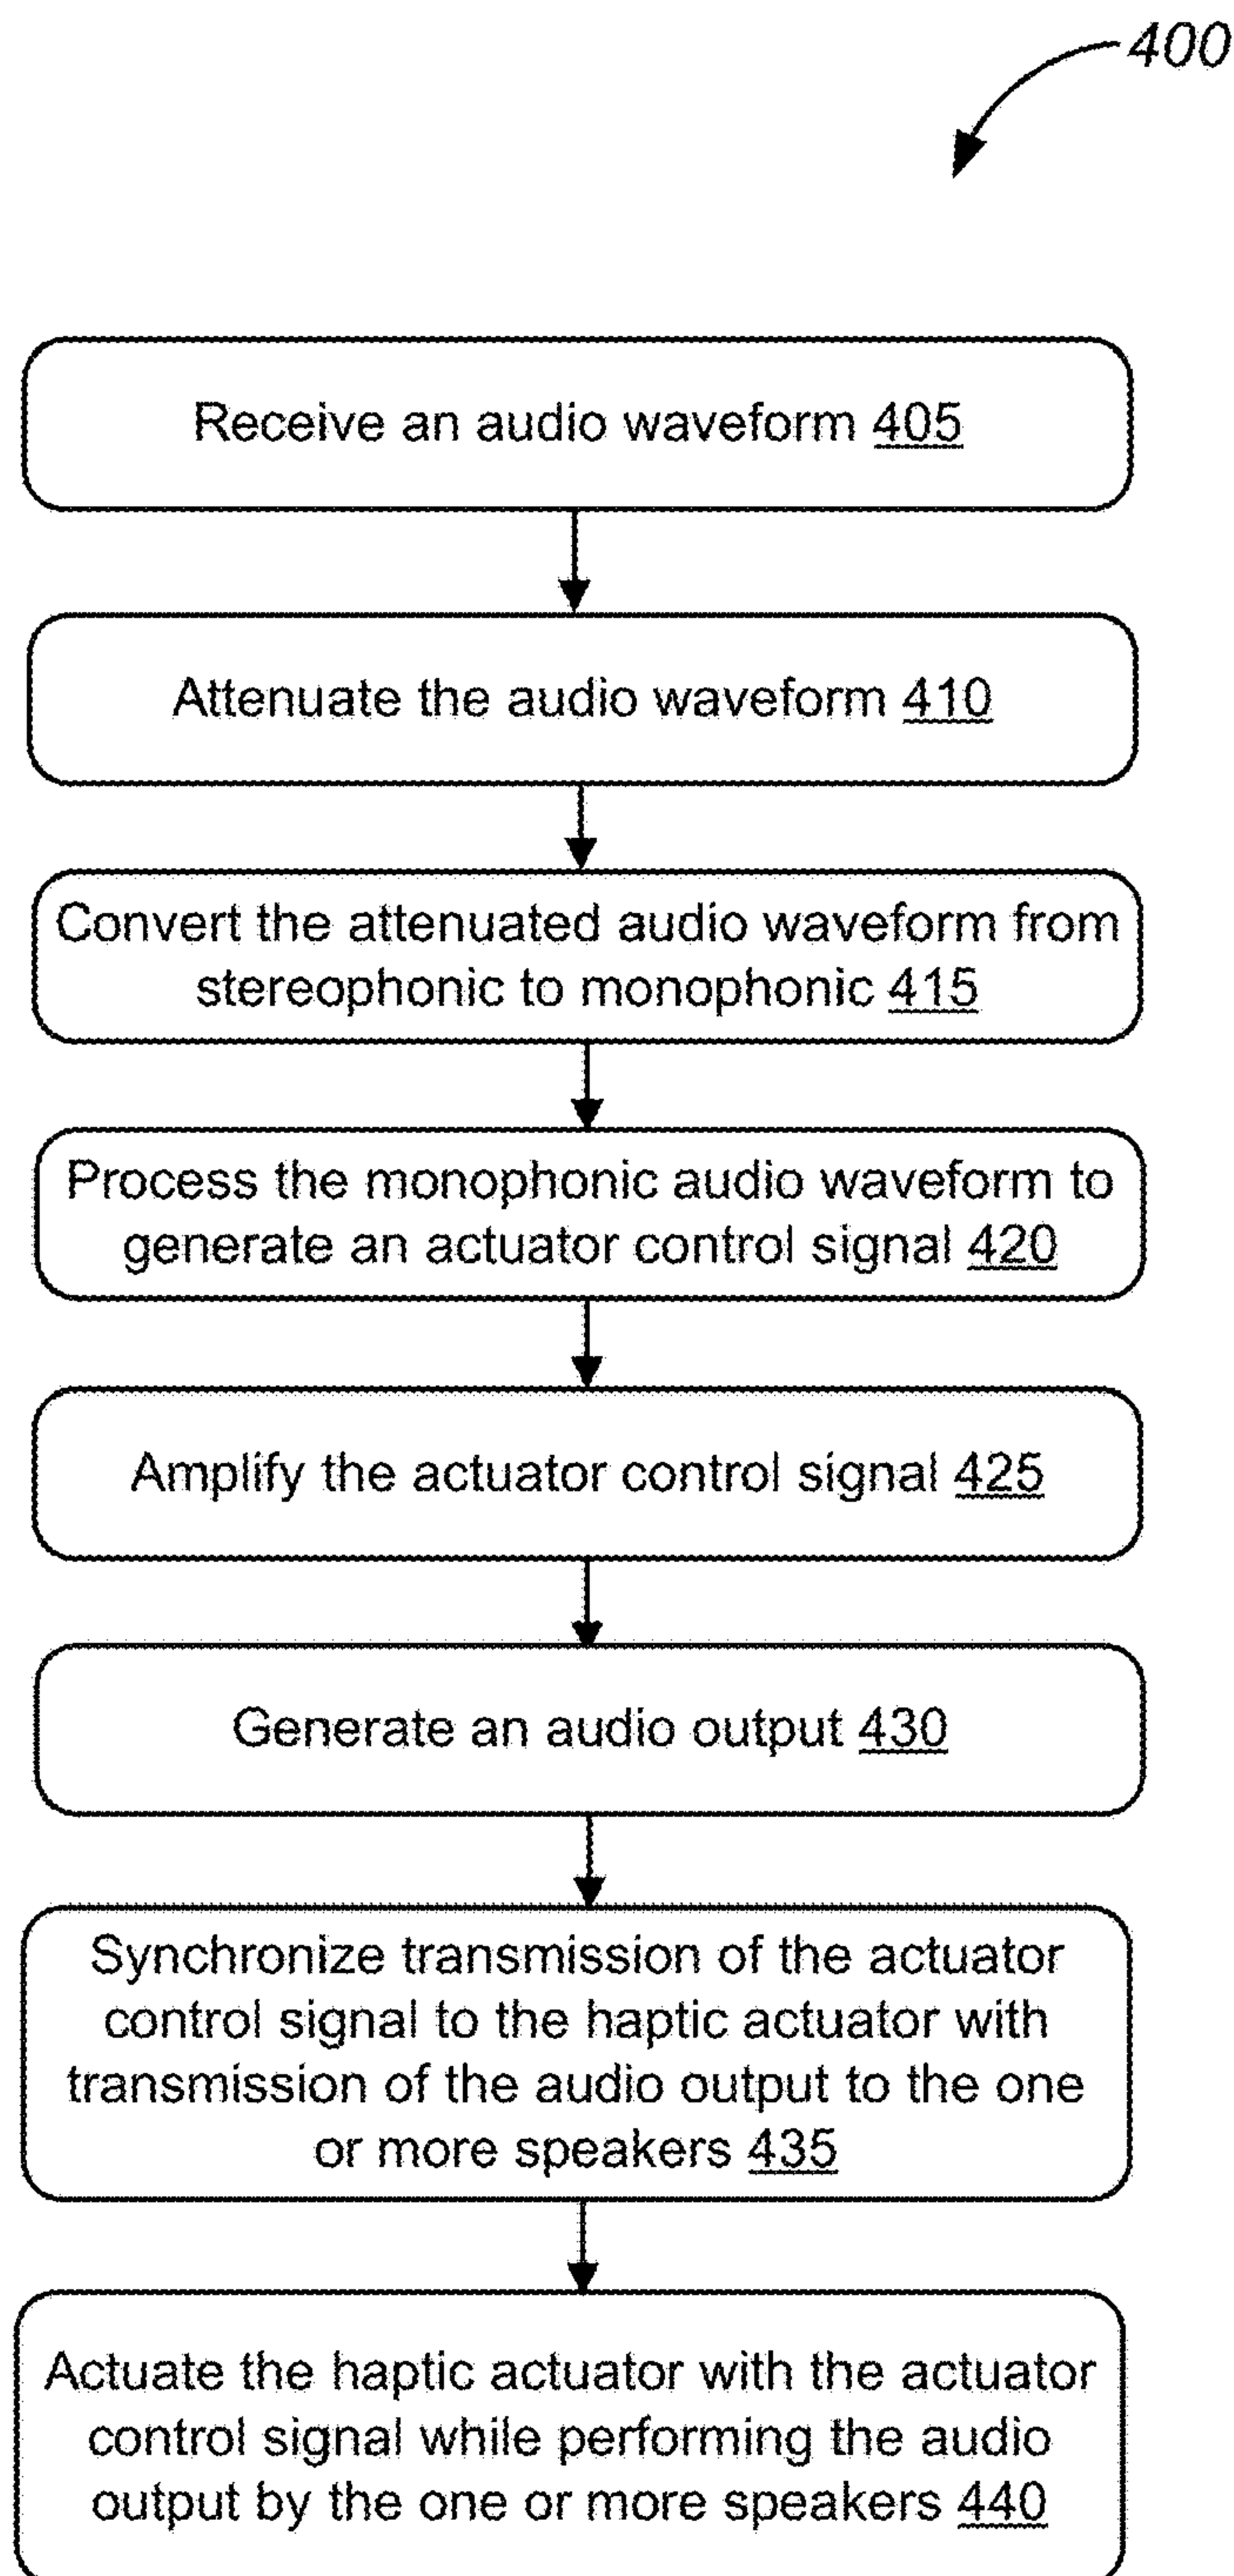 400
Receive an audio waveform 405
Attenuate the audio waveform 410
Convert the attenuated audio waveform from
stereophonic to monophonic 415
Process the monophonic audio waveform to
generate an actuator control signal 420
Amplify the actuator control signal 425
Generate an audio output 430
Synchronize transmission of the actuator
control signal to the haptic actuator with
transmission of the audio output to the one
or more speakers 435
Actuate the haptic actuator with the actuator
control signal while performing the audio
output by the one or more speakers 440